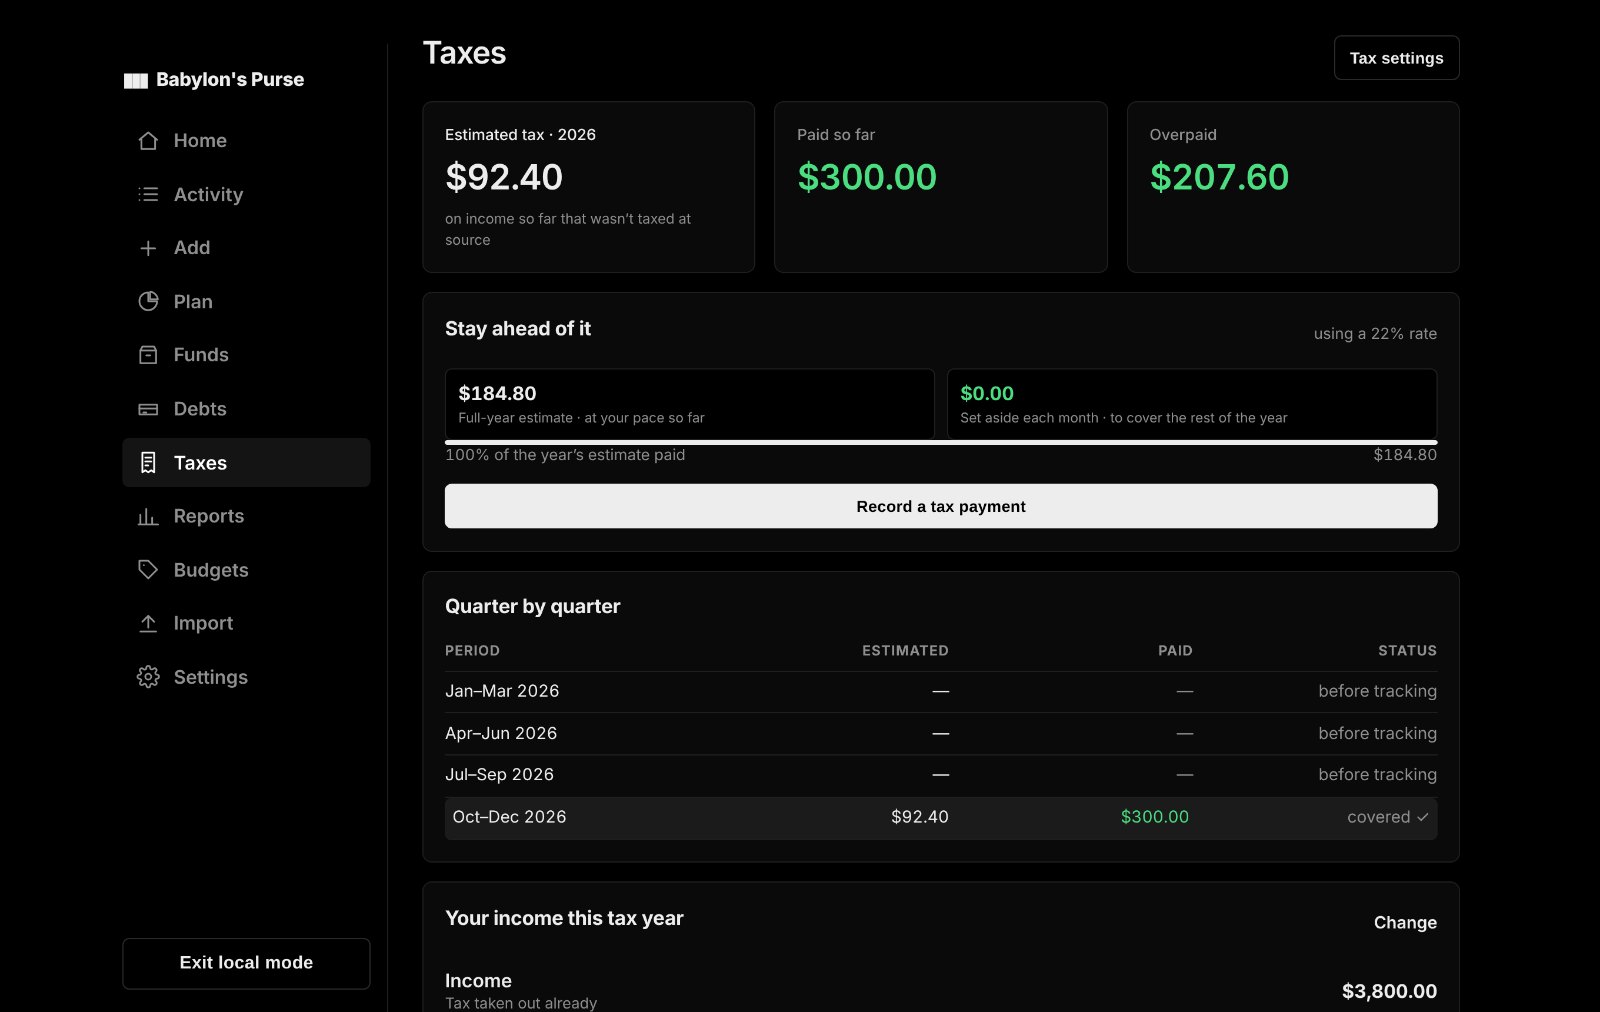 Babylon's Purse
Home
Activity
Add
Plan
Funds
Debts
Taxes
Reports
Budgets
Import
Settings
Exit local mode
Taxes
Tax settings
Estimated tax · 2026
$92.40
on income so far that wasn’t taxed at
source
Paid so far
$300.00
Overpaid
$207.60
Stay ahead of it
using a 22% rate
$184.80
Full-year estimate · at your pace so far
$0.00
Set aside each month · to cover the rest of the year
100% of the year’s estimate paid
$184.80
Record a tax payment
Quarter by quarter
PERIOD ESTIMATED PAID STATUS
Jan–Mar 2026 — — before tracking
Apr–Jun 2026 — — before tracking
Jul–Sep 2026 — — before tracking
Oct–Dec 2026 $92.40 $300.00 covered ✓
Your income this tax year
Change
Income
Tax taken out already
$3,800.00